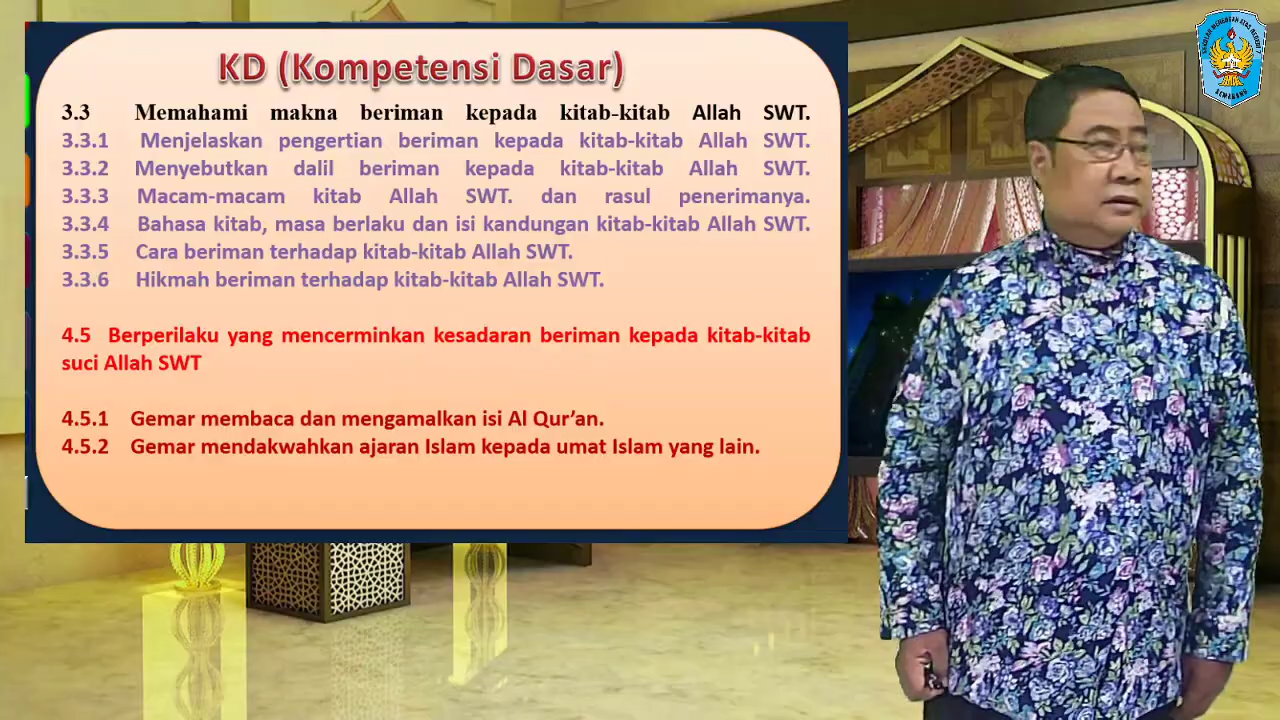 KD (Kompetensi Dasar)
3.3 Memahami makna beriman kepada kitab-kitab Allah SWT.
3.3.1 Menjelaskan pengertian beriman kepada kitab-kitab Allah SWT.
3.3.2 Menyebutkan dalil beriman kepada kitab-kitab Allah SWT.
3.3.3 Macam-macam kitab Allah SWT. dan rasul penerimanya.
3.3.4 Bahasa kitab, masa berlaku dan isi kandungan kitab-kitab Allah SWT.
3.3.5 Cara beriman terhadap kitab-kitab Allah SWT.
3.3.6 Hikmah beriman terhadap kitab-kitab Allah SWT.
4.5 Berperilaku yang mencerminkan kesadaran beriman kepada kitab-kitab
suci Allah SWT
4.5.1 Gemar membaca dan mengamalkan isi Al Qur’an.
4.5.2 Gemar mendakwahkan ajaran Islam kepada umat Islam yang lain.
SEMARANG